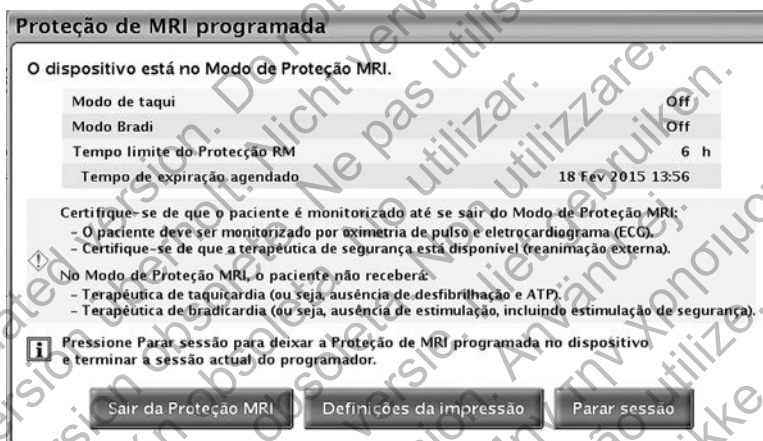 Proteção de MRI programada
O dispositivo está no Modo de Proteção MRI.
Modo de taqui Off
Modo Bradi Off
Tempo limite do Protecção RM 6 h
Tempo de expiração agendado 18 Fev 2015 13:56
Certifique-se de que o paciente é monitorizado até se sair do Modo de Proteção MRI:
- O paciente deve ser monitorizado por oximetria de pulso e eletrocardiograma (ECG).
- Certifique-se de que a terapêutica de segurança está disponível (reanimação externa).
No Modo de Proteção MRI, o paciente não receberá:
- Terapêutica de taquicardia (ou seja, ausência de desfibrilhação e ATP).
- Terapêutica de bradicardia (ou seja, ausência de estimulação, incluindo estimulação de segurança).
Pressione Parar sessão para deixar a Proteção de MRI programada no dispositivo
e terminar a sessão actual do programador.
Sair da Proteção MRI Definições da impressão Parar sessão